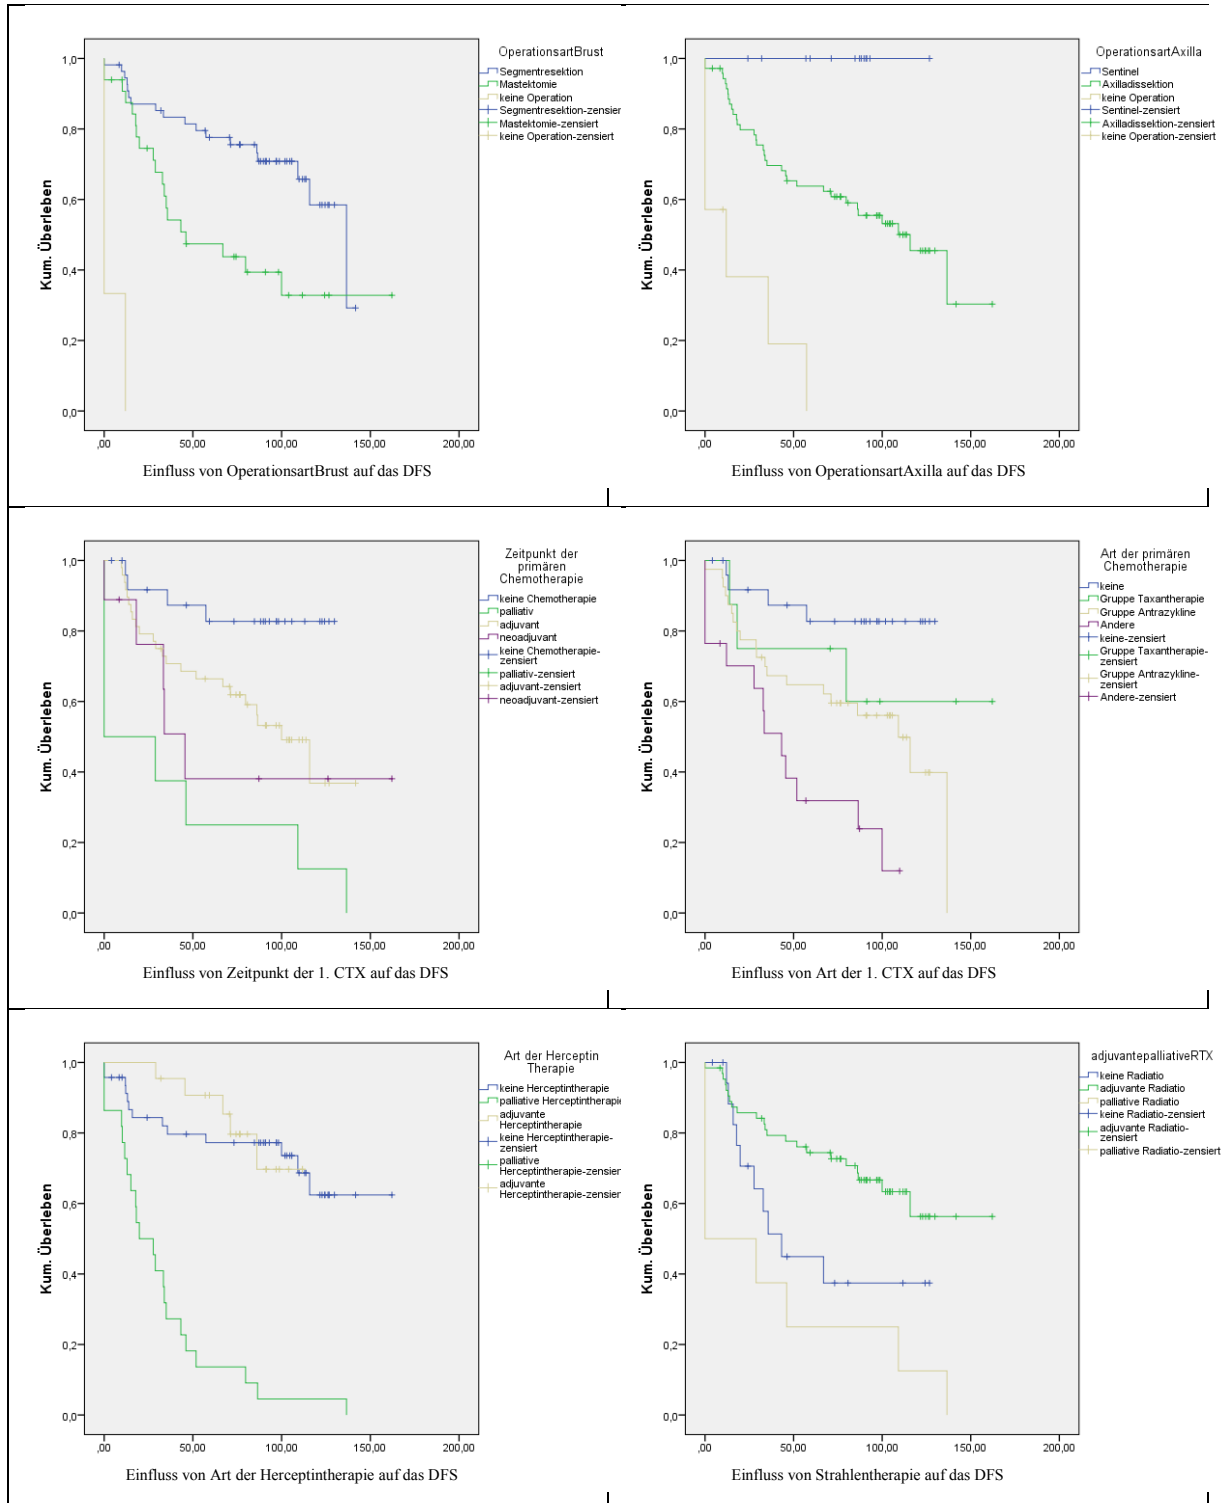 OperationsartBrust
Segmentresektion
Mastektomie
keine Operation
Segmentresektion-zensiert
Mastektomie-zensiert
keine Operation-zensiert
Kum. Überleben
1,0
0,8
0,6
0,4
0,2
0,0
,00 50,00 100,00 150,00 200,00
Einfluss von OperationsartBrust auf das DFS
OperationsartAxilla
Sentinel
Axilladissektion
keine Operation
Sentinel-zensiert
Axilladissektion-zensiert
keine Operation-zensiert
Kum. Überleben
1,0
0,8
0,6
0,4
0,2
0,0
,00 50,00 100,00 150,00 200,00
Einfluss von OperationsartAxilla auf das DFS
Zeitpunkt der
primären
Chemotherapie
keine Chemotherapie
palliativ
adjuvant
neoadjuvant
keine Chemotherapie-
zensiert
palliativ-zensiert
adjuvant-zensiert
neoadjuvant-zensiert
Kum. Überleben
1,0
0,8
0,6
0,4
0,2
0,0
,00 50,00 100,00 150,00 200,00
Einfluss von Zeitpunkt der 1. CTX auf das DFS
Art der primären
Chemotherapie
keine
Gruppe Taxantherapie
Gruppe Antrazykline
Andere
keine-zensiert
Gruppe Taxantherapie-
zensiert
Gruppe Antrazykline-
zensiert
Andere-zensiert
Kum. Überleben
1,0
0,8
0,6
0,4
0,2
0,0
,00 50,00 100,00 150,00 200,00
Einfluss von Art der 1. CTX auf das DFS
Art der Herceptin
Therapie
keine Herceptintherapie
palliative Herceptintherapie
adjuvante
Herceptintherapie
keine Herceptintherapie-
zensiert
palliative
Herceptintherapie-zensiert
adjuvante
Herceptintherapie-zensiert
Kum. Überleben
1,0
0,8
0,6
0,4
0,2
0,0
,00 50,00 100,00 150,00 200,00
Einfluss von Art der Herceptintherapie auf das DFS
adjuvantepalliativeRTX
keine Radiatio
adjuvante Radiatio
palliative Radiatio
keine Radiatio-zensiert
adjuvante Radiatio-
zensiert
palliative Radiatio-zensiert
Kum. Überleben
1,0
0,8
0,6
0,4
0,2
0,0
,00 50,00 100,00 150,00 200,00
Einfluss von Strahlentherapie auf das DFS